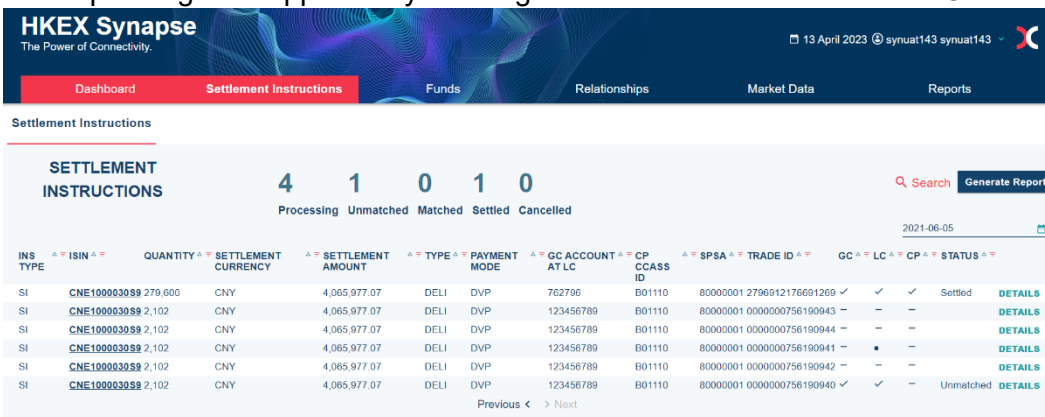 HKEX Synapse
The Power of Connectivity.
13 April 2023 synuat143 synuat143
Dashboard Settlement Instructions Funds Relationships Market Data Reports
Settlement Instructions
SETTLEMENT INSTRUCTIONS
4 1 0 1 0
Processing Unmatched Matched Settled Cancelled
Search Generate Report
2021-06-05
INS TYPE ISIN QUANTITY SETTLEMENT CURRENCY SETTLEMENT AMOUNT TYPE PAYMENT MODE GC ACCOUNT AT LC CP CCASS ID SPSA TRADE ID GC LC CP STATUS
SI CNE1000030S9 279,600 CNY 4,065,977.07 DELI DVP 762796 B01110 80000001 2796912176691269 ✓ ✓ ✓ Settled DETAILS
SI CNE1000030S9 2,102 CNY 4,065,977.07 DELI DVP 123456789 B01110 80000001 0000000756190943 – – – DETAILS
SI CNE1000030S9 2,102 CNY 4,065,977.07 DELI DVP 123456789 B01110 80000001 0000000756190944 – – – DETAILS
SI CNE1000030S9 2,102 CNY 4,065,977.07 DELI DVP 123456789 B01110 80000001 0000000756190941 – • – DETAILS
SI CNE1000030S9 2,102 CNY 4,065,977.07 DELI DVP 123456789 B01110 80000001 0000000756190942 – – – DETAILS
SI CNE1000030S9 2,102 CNY 4,065,977.07 DELI DVP 123456789 B01110 80000001 0000000756190940 ✓ ✓ – Unmatched DETAILS
Previous < > Next